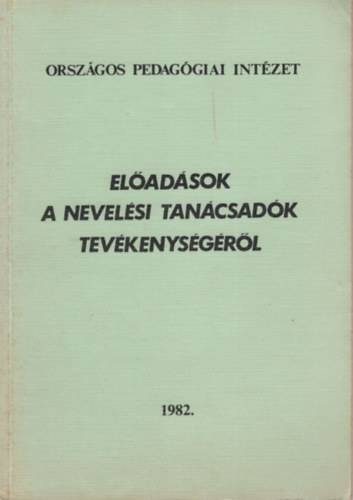 ORSZÁGOS PEDAGÓGIAI INTÉZET
ELŐADÁSOK
A NEVELÉSI TANÁCSADÓK
TEVÉKENYSÉGÉRŐL
1982.